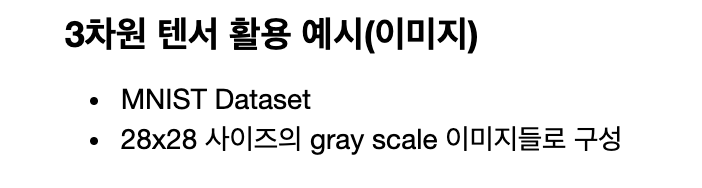 3차원 텐서 활용 예시(이미지)
• MNIST Dataset
• 28x28 사이즈의 gray scale 이미지들로 구성